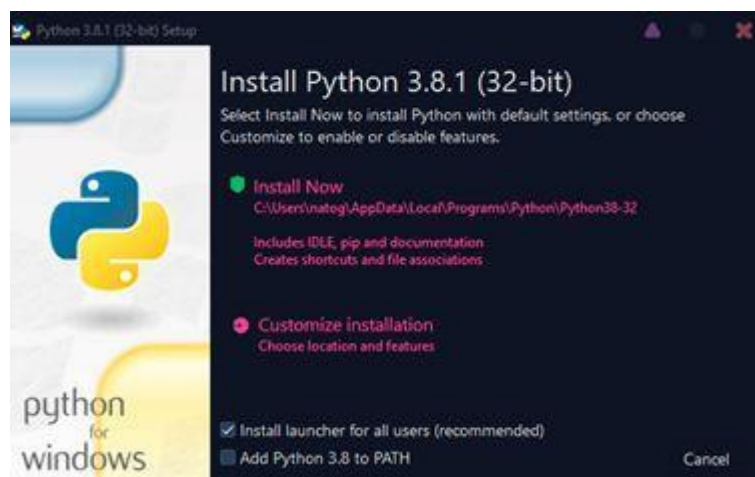 Python 3.8.1 (32-bit) Setup
Install Python 3.8.1 (32-bit)
Select Install Now to install Python with default settings, or choose
Customize to enable or disable features.
Install Now
C:\Users\natog\AppData\Local\Programs\Python\Python38-32
Includes IDLE, pip and documentation
Creates shortcuts and file associations
Customize installation
Choose location and features
python
for
windows
Install launcher for all users (recommended)
Add Python 3.8 to PATH
Cancel